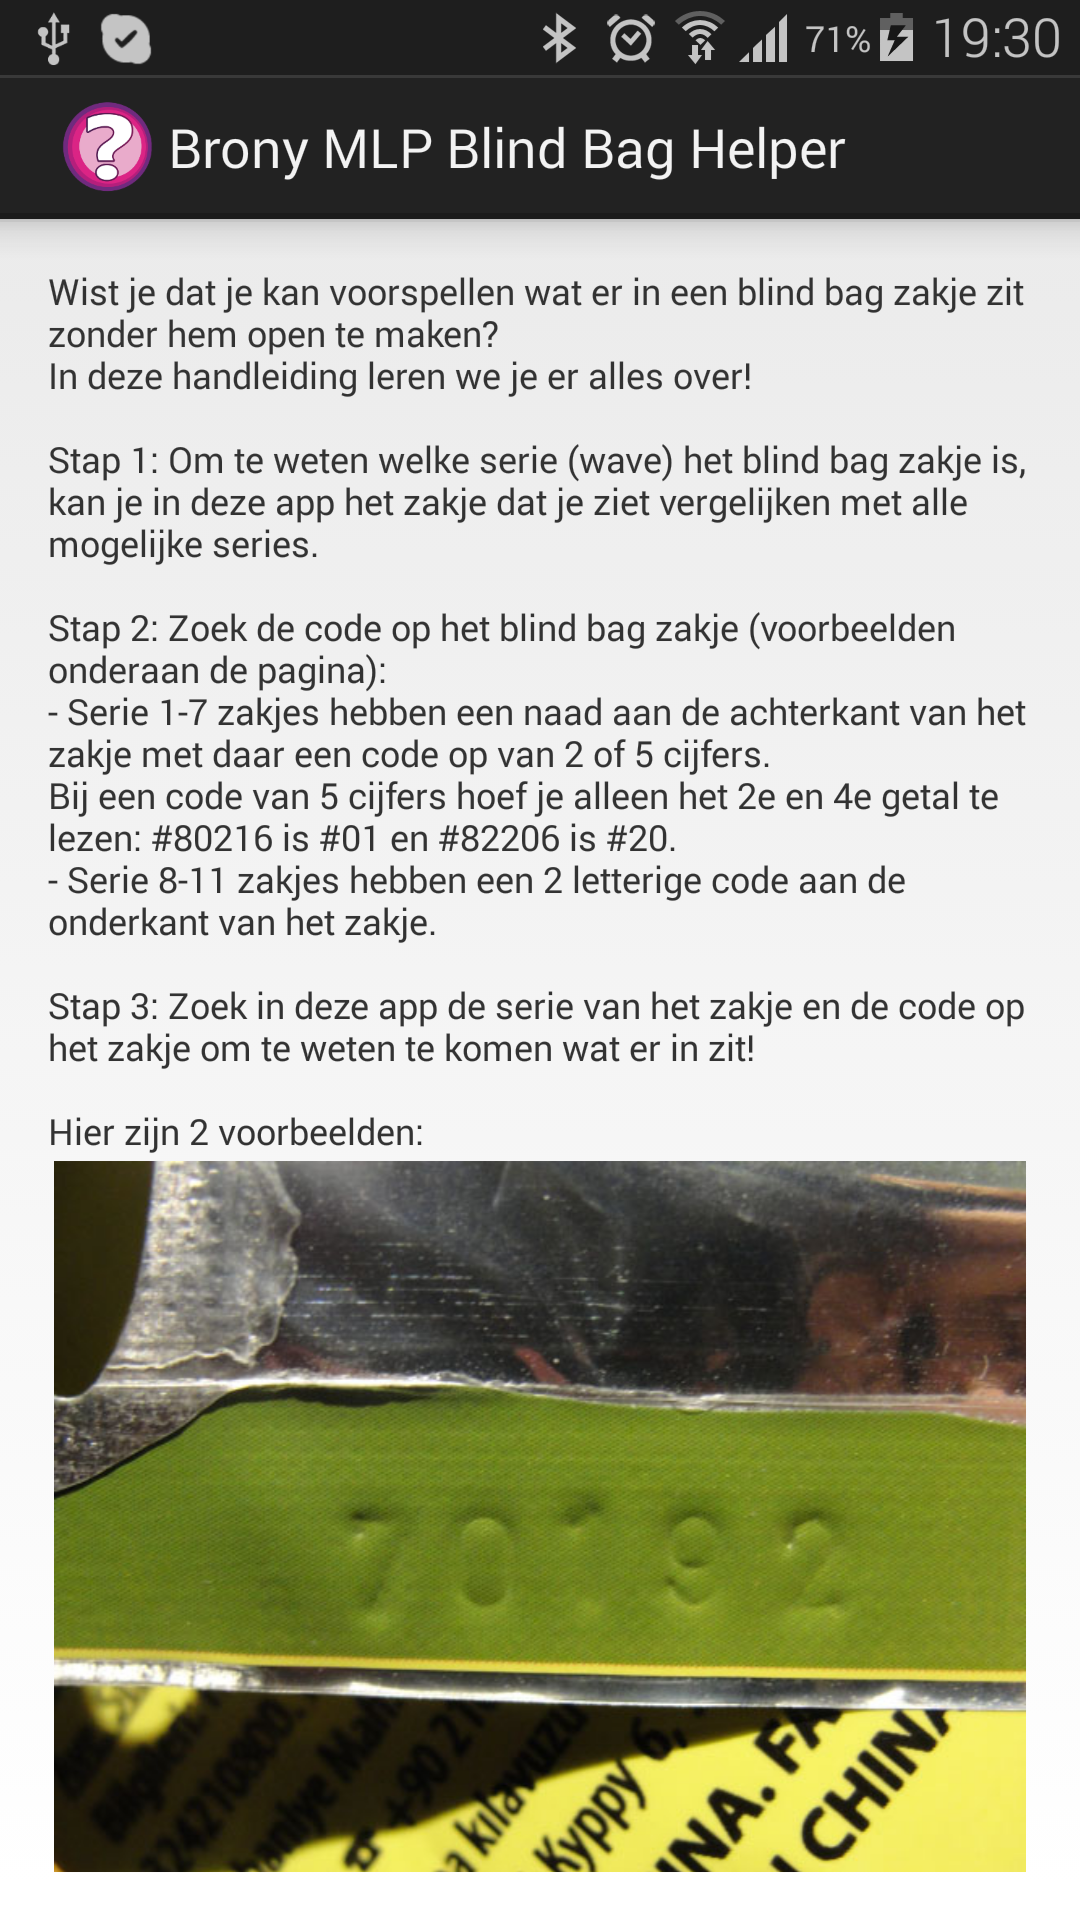 71% 19:30
Brony MLP Blind Bag Helper
Wist je dat je kan voorspellen wat er in een blind bag zakje zit
zonder hem open te maken?
In deze handleiding leren we je er alles over!
Stap 1: Om te weten welke serie (wave) het blind bag zakje is,
kan je in deze app het zakje dat je ziet vergelijken met alle
mogelijke series.
Stap 2: Zoek de code op het blind bag zakje (voorbeelden
onderaan de pagina):
- Serie 1-7 zakjes hebben een naad aan de achterkant van het
zakje met daar een code op van 2 of 5 cijfers.
Bij een code van 5 cijfers hoef je alleen het 2e en 4e getal te
lezen: #80216 is #01 en #82206 is #20.
- Serie 8-11 zakjes hebben een 2 letterige code aan de
onderkant van het zakje.
Stap 3: Zoek in deze app de serie van het zakje en de code op
het zakje om te weten te komen wat er in zit!
Hier zijn 2 voorbeelden:
kılavuzu
Kyppy 6,
CHINA